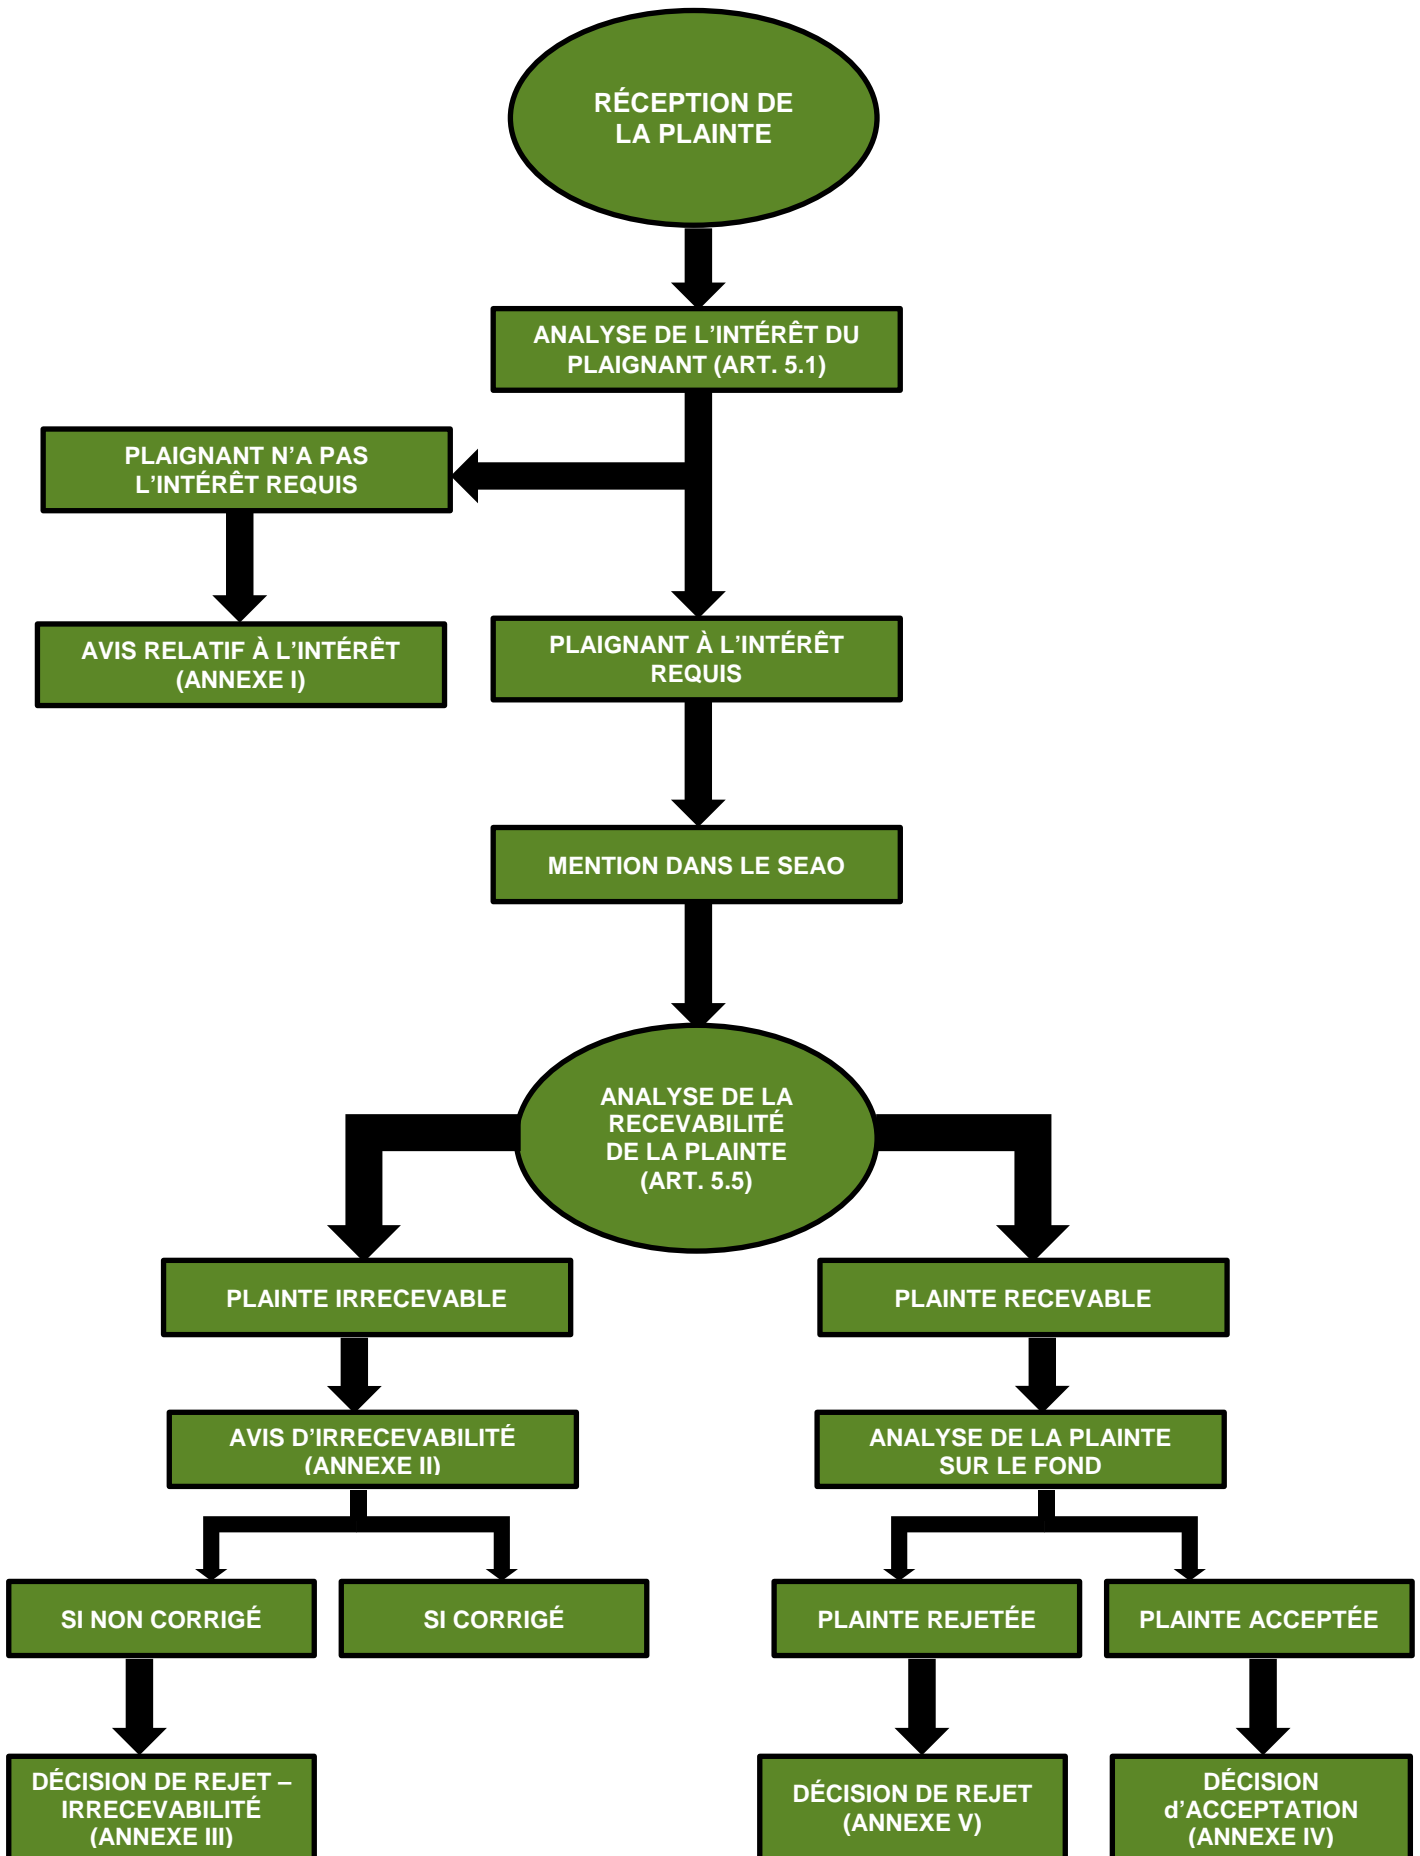 RÉCEPTION DE
LA PLAINTE
ANALYSE DE L’INTÉRÊT DU
PLAIGNANT (ART. 5.1)
PLAIGNANT N’A PAS
L’INTÉRÊT REQUIS
AVIS RELATIF À L’INTÉRÊT
(ANNEXE I)
PLAIGNANT À L’INTÉRÊT
REQUIS
MENTION DANS LE SEAO
ANALYSE DE LA
RECEVABILITÉ
DE LA PLAINTE
(ART. 5.5)
PLAINTE IRRECEVABLE
PLAINTE RECEVABLE
AVIS D’IRRECEVABILITÉ
(ANNEXE II)
ANALYSE DE LA PLAINTE
SUR LE FOND
SI NON CORRIGÉ
SI CORRIGÉ
PLAINTE REJETÉE
PLAINTE ACCEPTÉE
DÉCISION DE REJET –
IRRECEVABILITÉ
(ANNEXE III)
DÉCISION DE REJET
(ANNEXE V)
DÉCISION
d’ACCEPTATION
(ANNEXE IV)